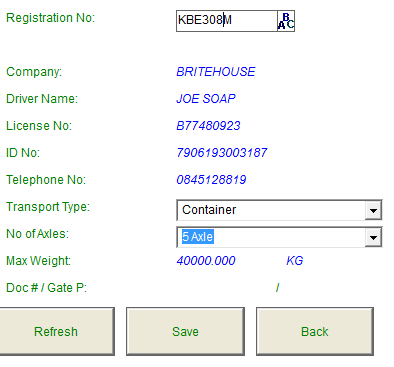 Registration No: KBE308M ABC
Company: BRITEHOUSE
Driver Name: JOE SOAP
License No: B77480923
ID No: 7906193003187
Telephone No: 0845128819
Transport Type: Container
No of Axles: 5 Axle
Max Weight: 40000.000 KG
Doc # / Gate P: /
Refresh Save Back